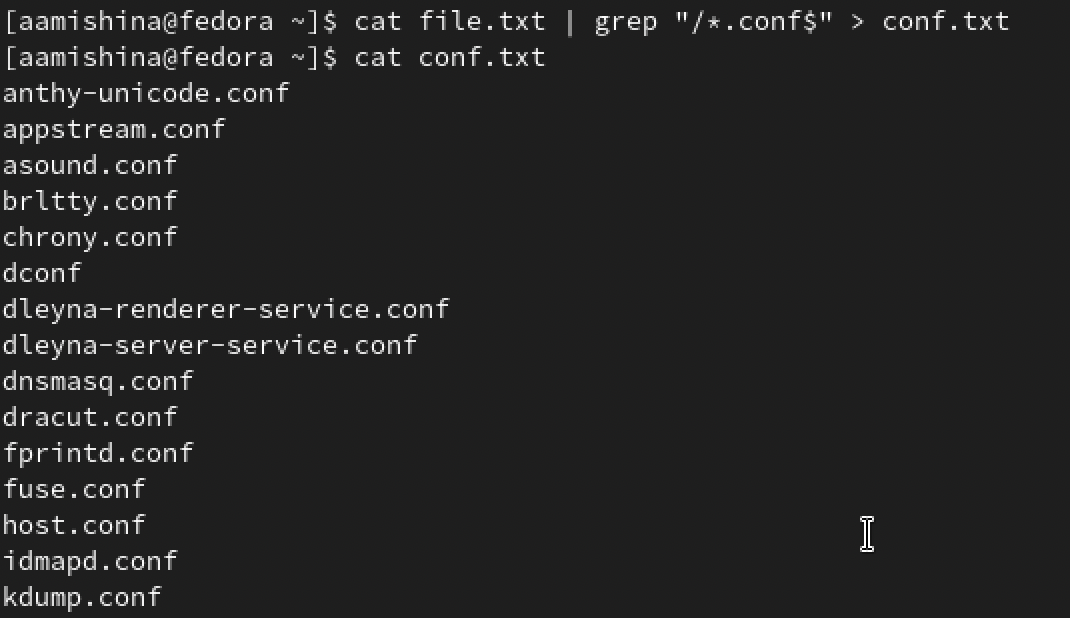 [aamishina@fedora ~]$ cat file.txt | grep "/*.conf$" > conf.txt
[aamishina@fedora ~]$ cat conf.txt
anthy-unicode.conf
appstream.conf
asound.conf
brltty.conf
chrony.conf
dconf
dleyna-renderer-service.conf
dleyna-server-service.conf
dnsmasq.conf
dracut.conf
fprintd.conf
fuse.conf
host.conf
idmapd.conf
kdump.conf